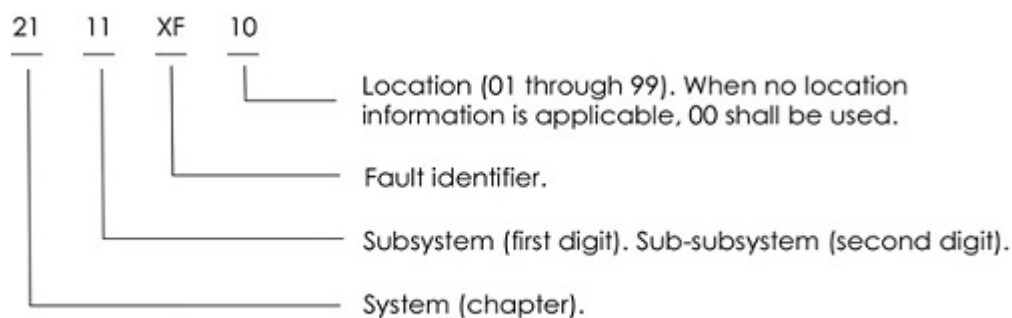 21 11 XF 10
Location (01 through 99). When no location
information is applicable, 00 shall be used.
Fault identifier.
Subsystem (first digit). Sub-subsystem (second digit).
System (chapter).